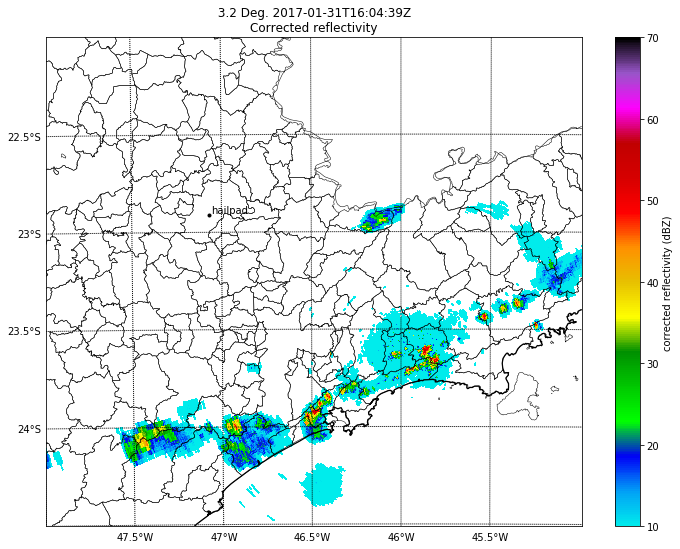 3.2 Deg. 2017-01-31T16:04:39Z
Corrected reflectivity
70
60
50
40
30
20
10
corrected reflectivity (dBZ)
22.5°S
23°S
23.5°S
24°S
hailpad
47.5°W
47°W
46.5°W
46°W
45.5°W